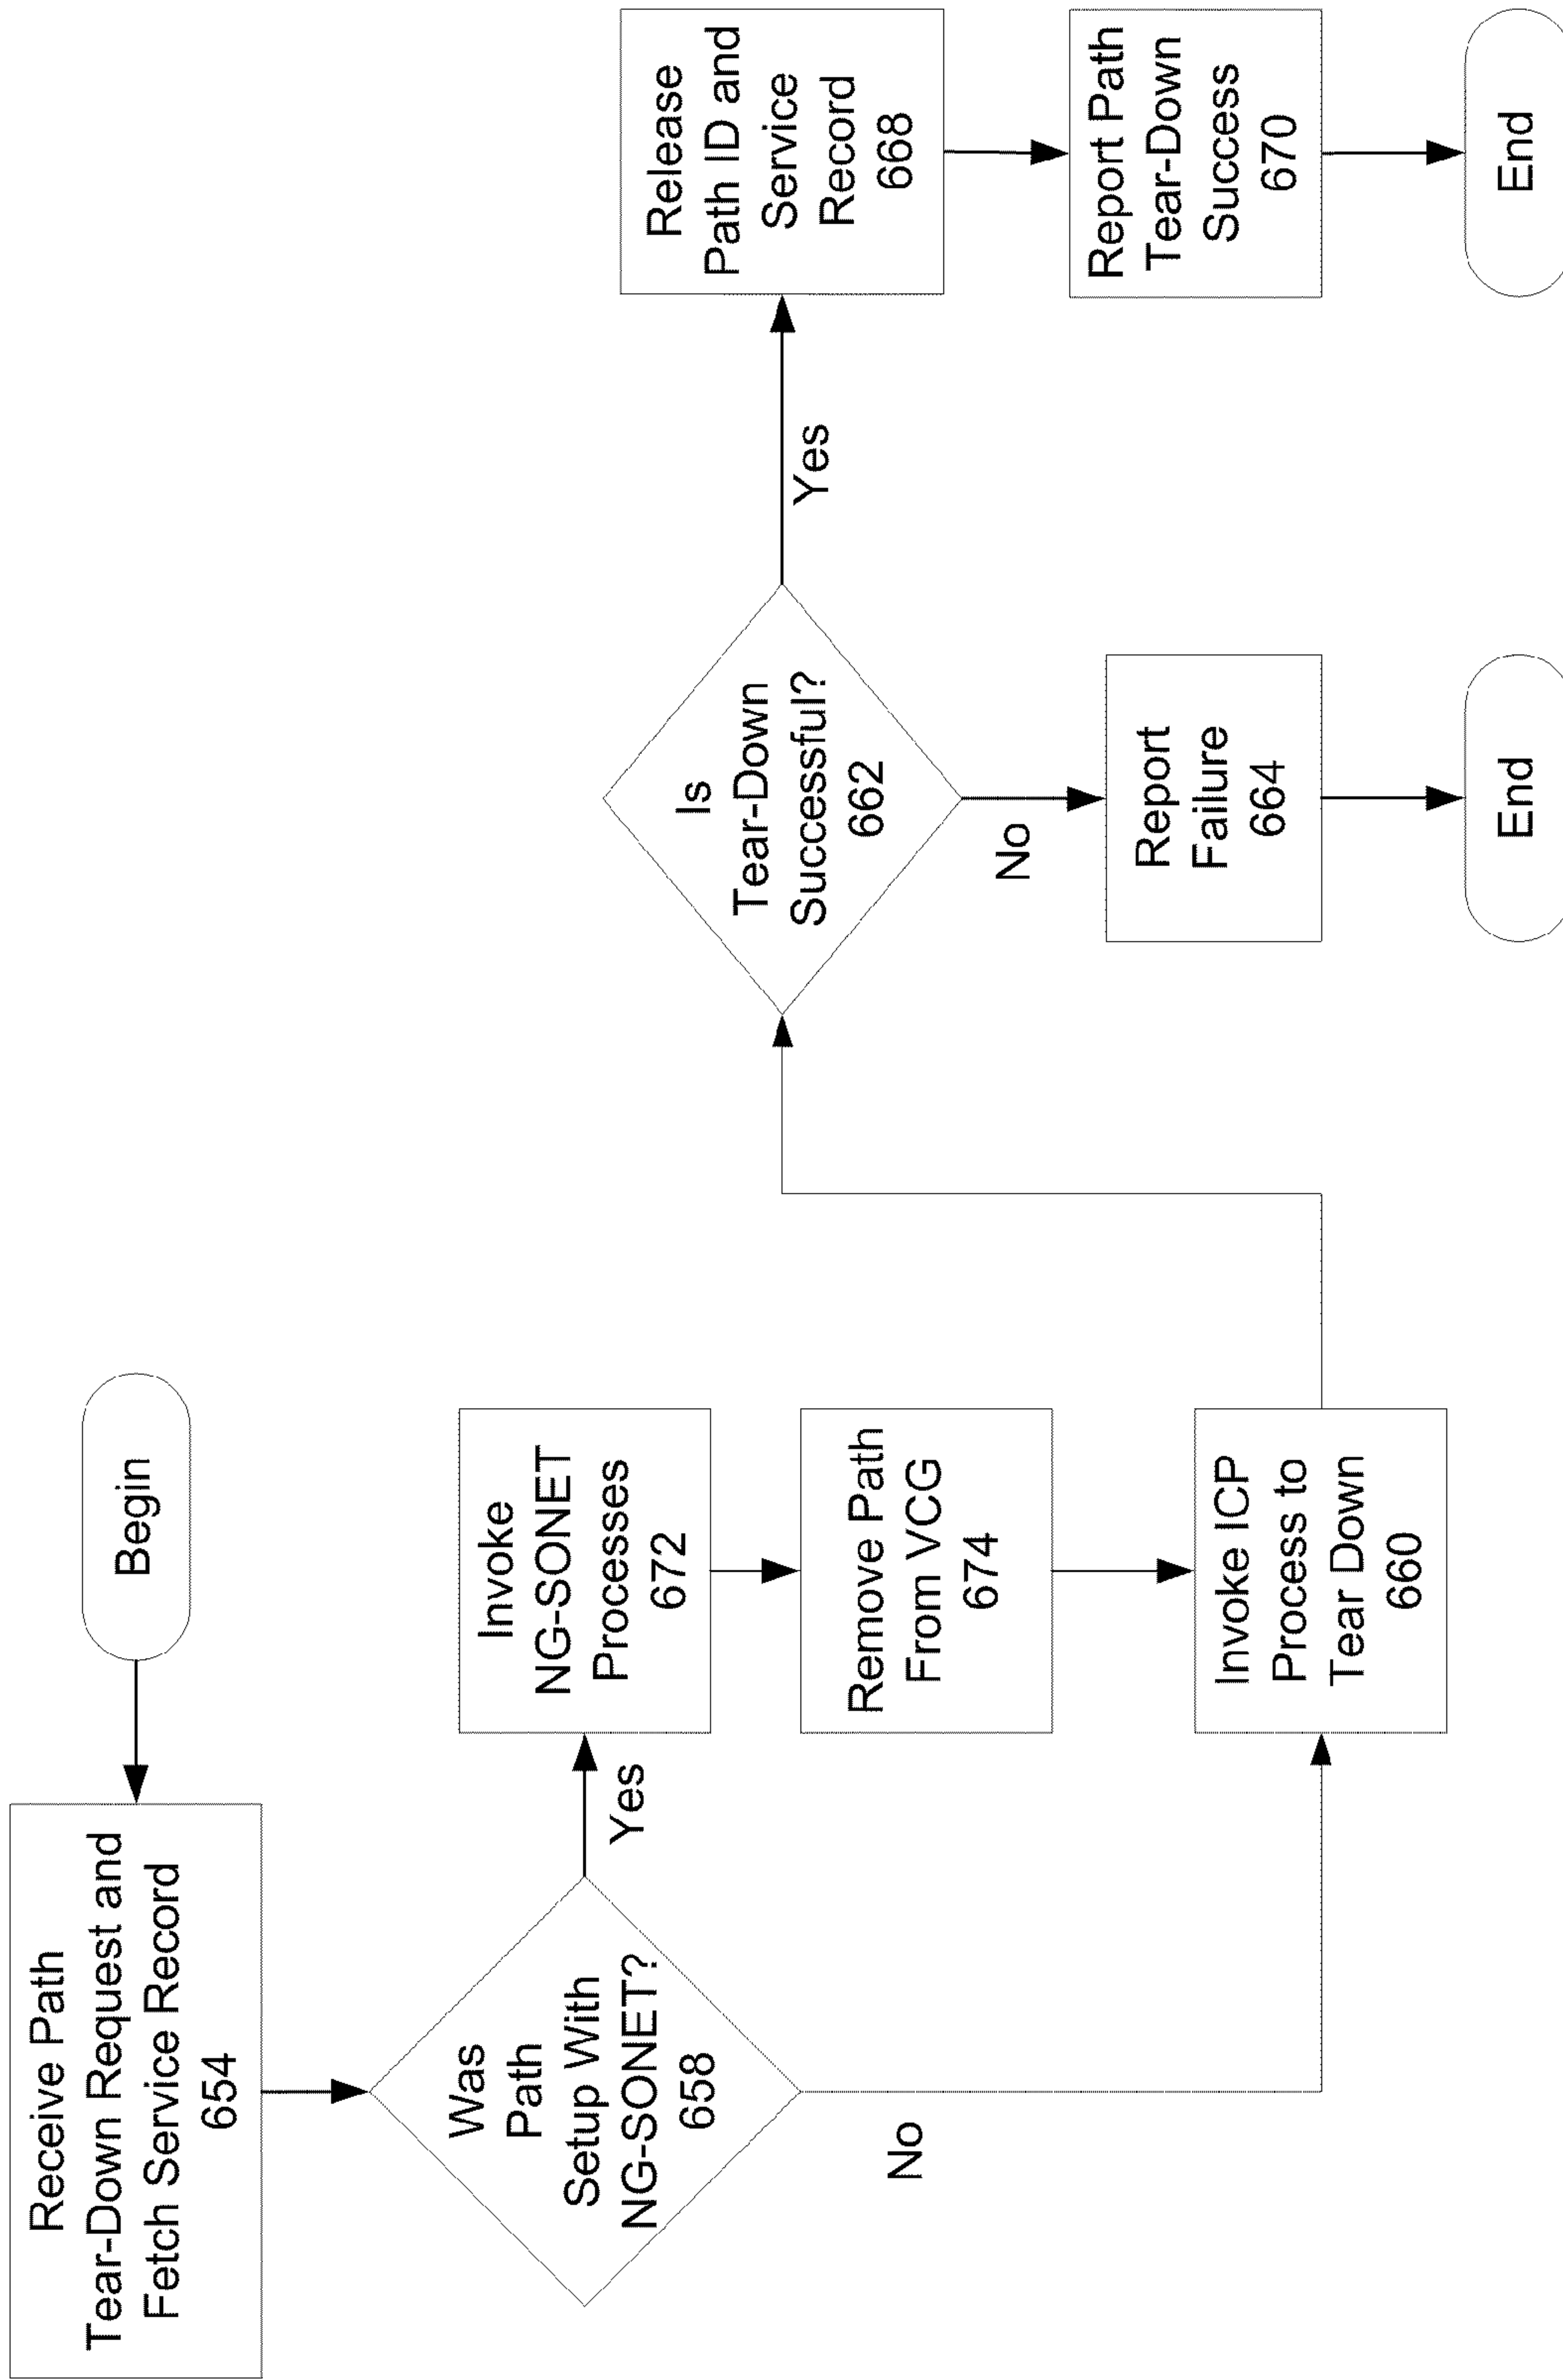 Begin
Receive Path
Tear-Down Request and
Fetch Service Record
654
Was
Path
Setup With
NG-SONET?
658
Yes
No
Invoke
NG-SONET
Processes
672
Remove Path
From VCG
674
Invoke ICP
Process to
Tear Down
660
Is
Tear-Down
Successful?
662
Yes
No
Report
Failure
664
End
Release
Path ID and
Service
Record
668
Report Path
Tear-Down
Success
670
End